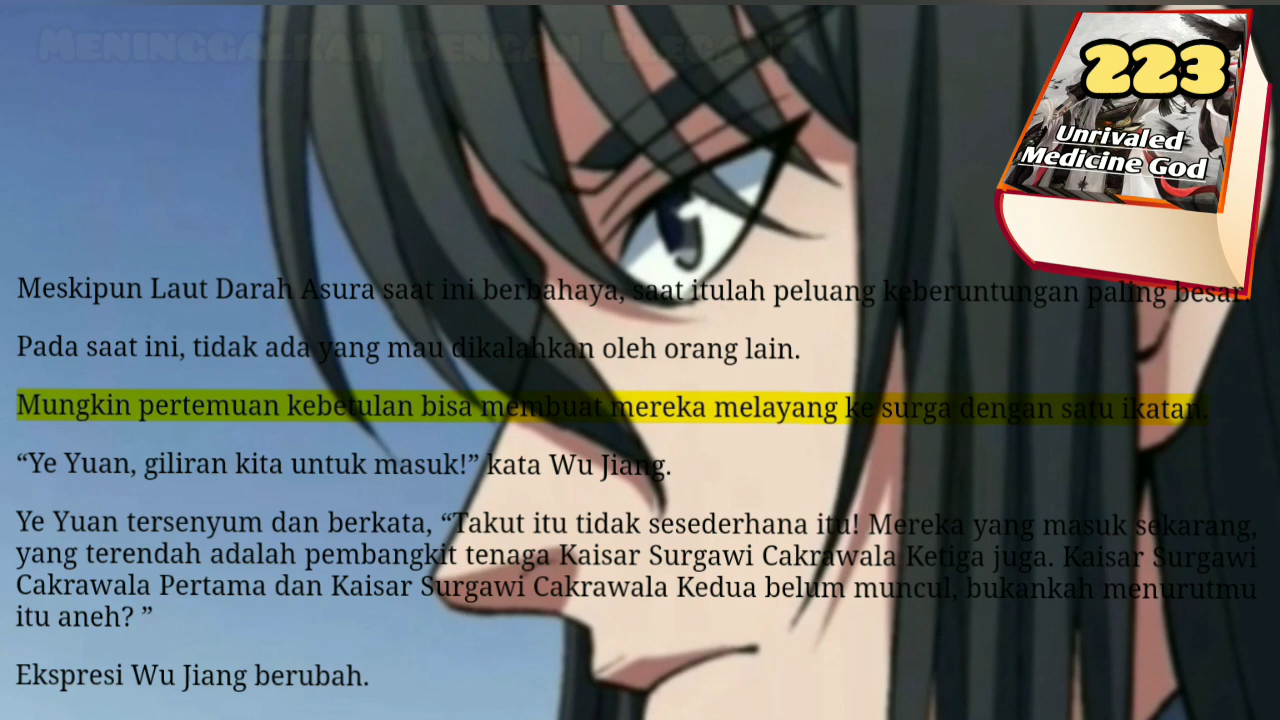 Meninggalkan Dengan Elegant
223
Unrivaled
Medicine God
Meskipun Laut Darah Asura saat ini berbahaya, saat itulah peluang keberuntungan paling besar.
Pada saat ini, tidak ada yang mau dikalahkan oleh orang lain.
Mungkin pertemuan kebetulan bisa membuat mereka melayang ke surga dengan satu ikatan.
“Ye Yuan, giliran kita untuk masuk!” kata Wu Jiang.
Ye Yuan tersenyum dan berkata, “Takut itu tidak sesederhana itu! Mereka yang masuk sekarang,
yang terendah adalah pembangkit tenaga Kaisar Surgawi Cakrawala Ketiga juga. Kaisar Surgawi
Cakrawala Pertama dan Kaisar Surgawi Cakrawala Kedua belum muncul, bukankah menurutmu
itu aneh? ”
Ekspresi Wu Jiang berubah.